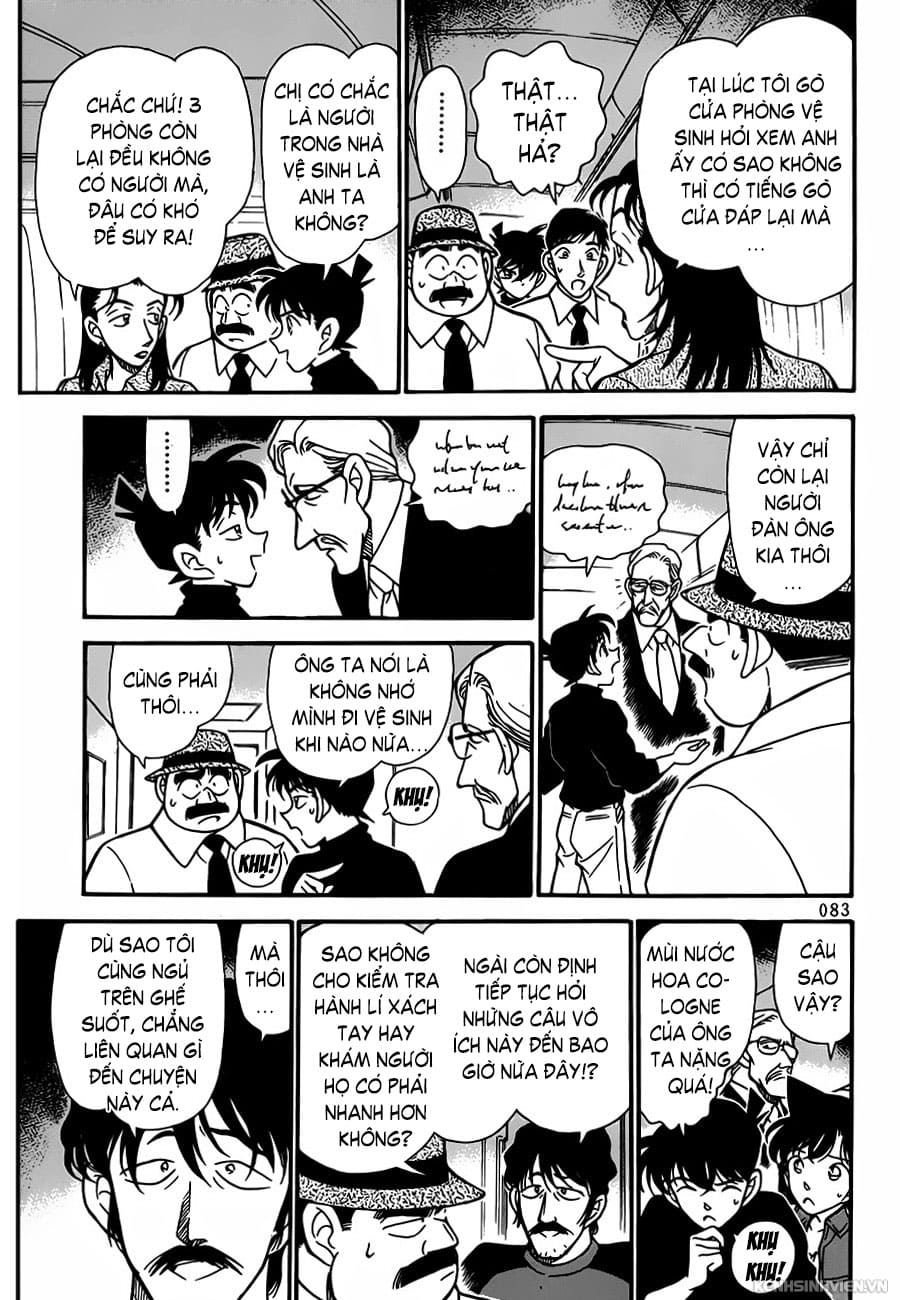 TẠI LÚC TÔI GÕ
CỬA PHÒNG VỆ
SINH HỎI XEM ANH
ẤY CÓ SAO KHÔNG
THÌ CÓ TIẾNG GÕ
CỬA ĐÁP LẠI MÀ
...
THẬT...
THẬT
HẢ?
........
CHỊ CÓ CHẮC
LÀ NGƯỜI
TRONG NHÀ
VỆ SINH LÀ
ANH TA
KHÔNG?
CHẮC CHỨ! 3
PHÒNG CÒN
LẠI ĐỀU KHÔNG
CÓ NGƯỜI MÀ,
ĐÂU CÓ KHÓ
ĐỂ SUY RA!
VẬY CHỈ
CÒN LẠI
NGƯỜI
ĐÀN ÔNG
KIA THÔI
...
........
ÔNG TA NÓI LÀ
KHÔNG NHỚ
MÌNH ĐI VỆ SINH
KHI NÀO NỮA...
KHỤ!
KHỤ!
CŨNG PHẢI
THÔI...
083
CẬU
SAO
VẬY?
MÙI NƯỚC
HOA CO-
LOGNE
CỦA ÔNG
TA NẶNG
QUÁ!
KHỤ
KHỤ!
NGÀI CÒN ĐỊNH
TIẾP TỤC HỎI
NHỮNG CÂU VÔ
ÍCH NÀY ĐẾN BAO
GIỜ NỮA ĐÂY!?
SAO KHÔNG
CHO KIỂM TRA
HÀNH LÍ XÁCH
TAY HAY
KHÁM NGƯỜI
HỌ CÓ PHẢI
NHANH HƠN
KHÔNG?
MÀ
THÔI
...
DÙ SAO TÔI
CŨNG NGỦ
TRÊN GHẾ
SUỐT, CHẲNG
LIÊN QUAN GÌ
ĐẾN CHUYỆN
NÀY CẢ.
KENHSINHVIEN.VN